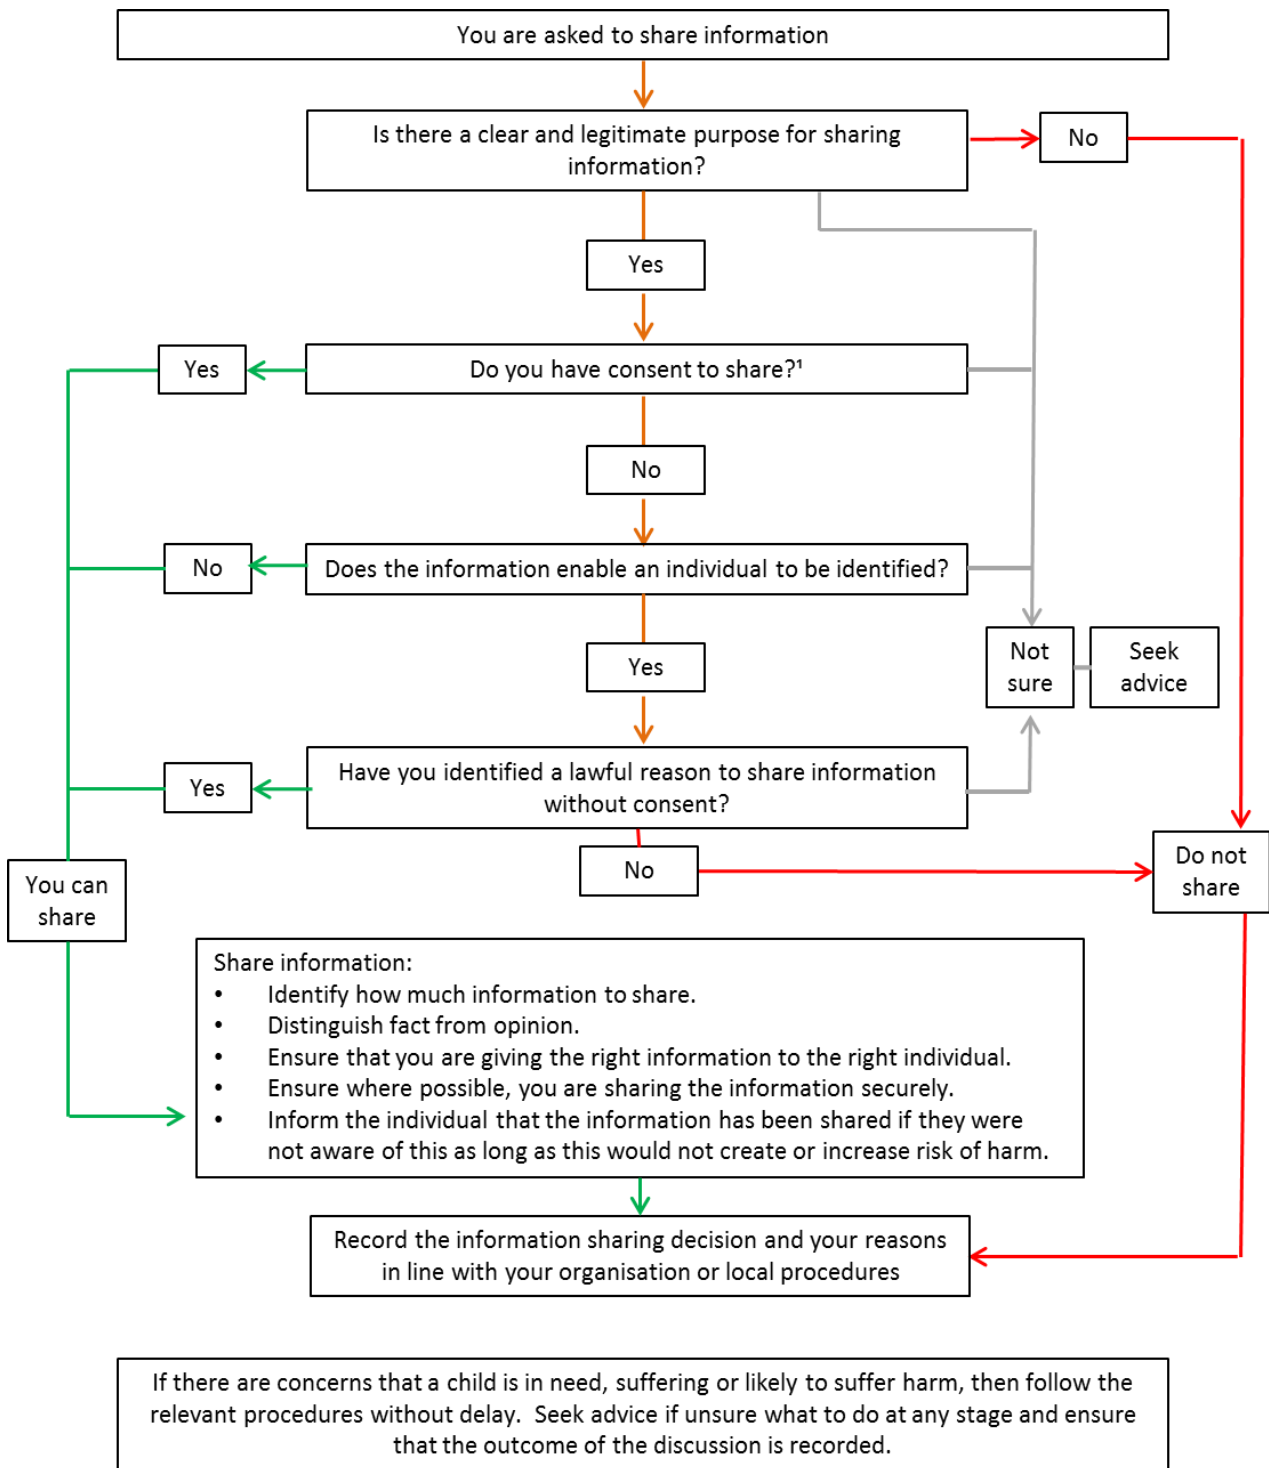 You are asked to share information
Is there a clear and legitimate purpose for sharing
information?
No
Yes
Yes
Do you have consent to share?¹
No
No
Does the information enable an individual to be identified?
Yes
Not
sure
Seek
advice
Yes
Have you identified a lawful reason to share information
without consent?
No
Do not
share
You can
share
Share information:
• Identify how much information to share.
• Distinguish fact from opinion.
• Ensure that you are giving the right information to the right individual.
• Ensure where possible, you are sharing the information securely.
• Inform the individual that the information has been shared if they were
not aware of this as long as this would not create or increase risk of harm.
Record the information sharing decision and your reasons
in line with your organisation or local procedures
If there are concerns that a child is in need, suffering or likely to suffer harm, then follow the
relevant procedures without delay.  Seek advice if unsure what to do at any stage and ensure
that the outcome of the discussion is recorded.